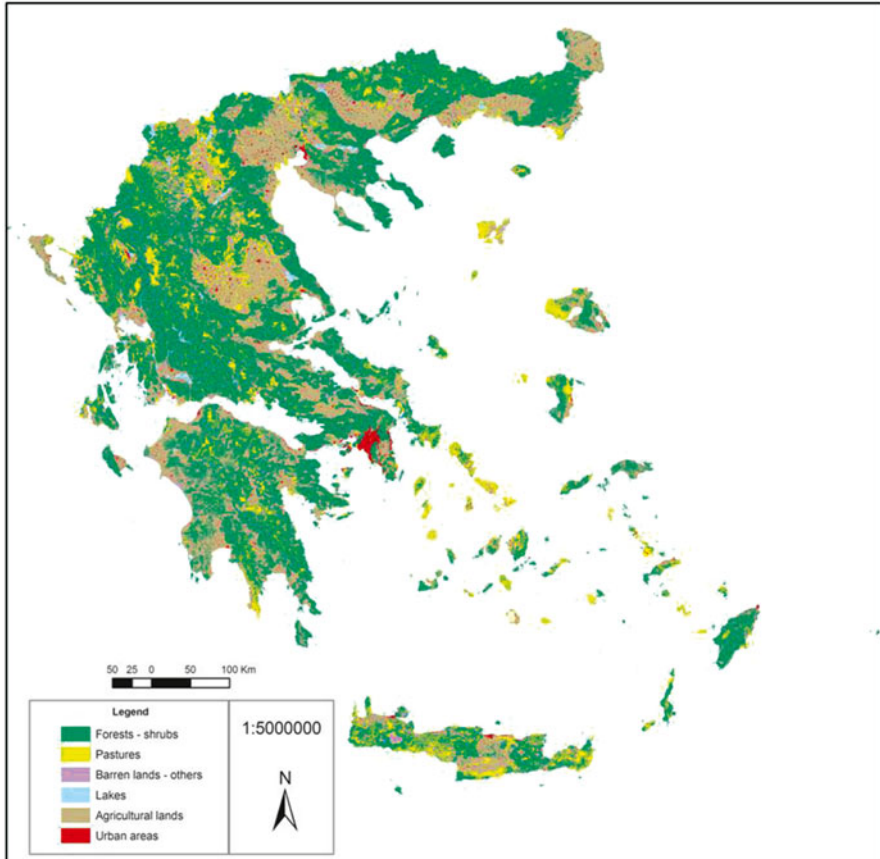 50 25 0 50 100 Km
Legend
Forests - shrubs
Pastures
Barren lands - others
Lakes
Agricultural lands
Urban areas
1:5000000
N